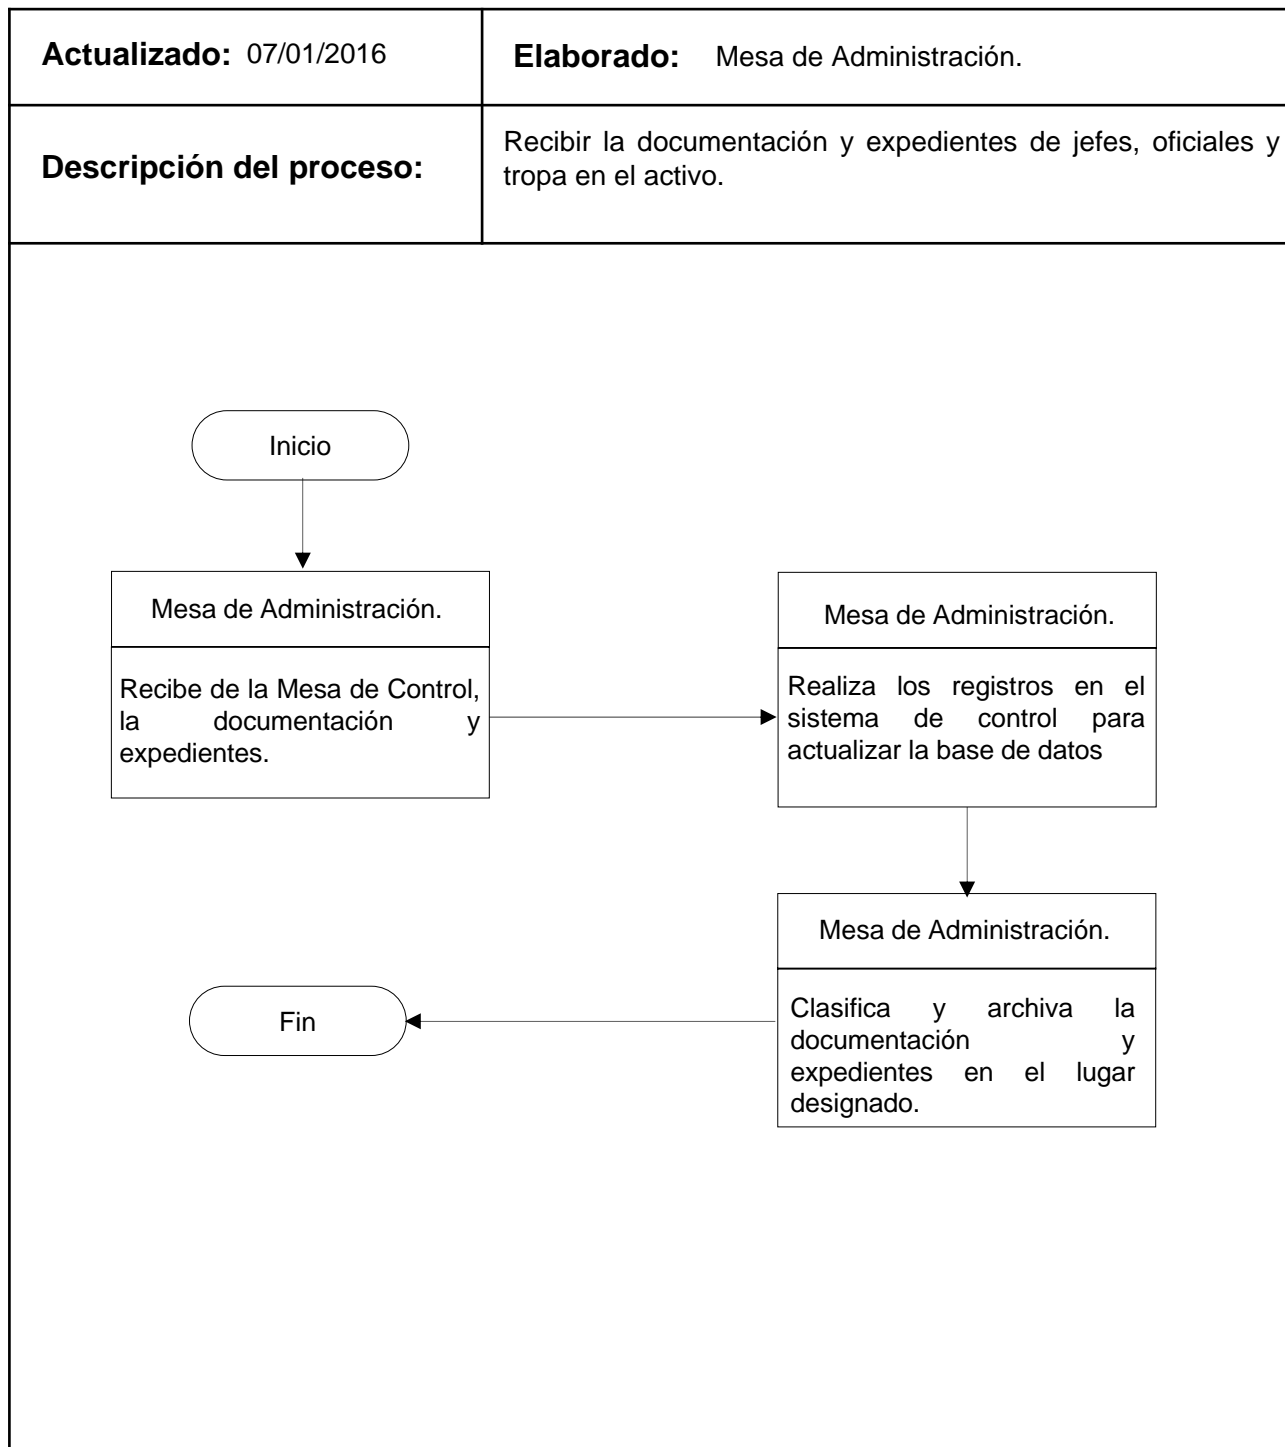 Actualizado: 07/01/2016
Elaborado: Mesa de Administración.
Descripción del proceso:
Recibir la documentación y expedientes de jefes, oficiales y
tropa en el activo.
Inicio
Mesa de Administración.
Recibe de la Mesa de Control,
la documentación y
expedientes.
Mesa de Administración.
Realiza los registros en el
sistema de control para
actualizar la base de datos
Mesa de Administración.
Clasifica y archiva la
documentación y
expedientes en el lugar
designado.
Fin